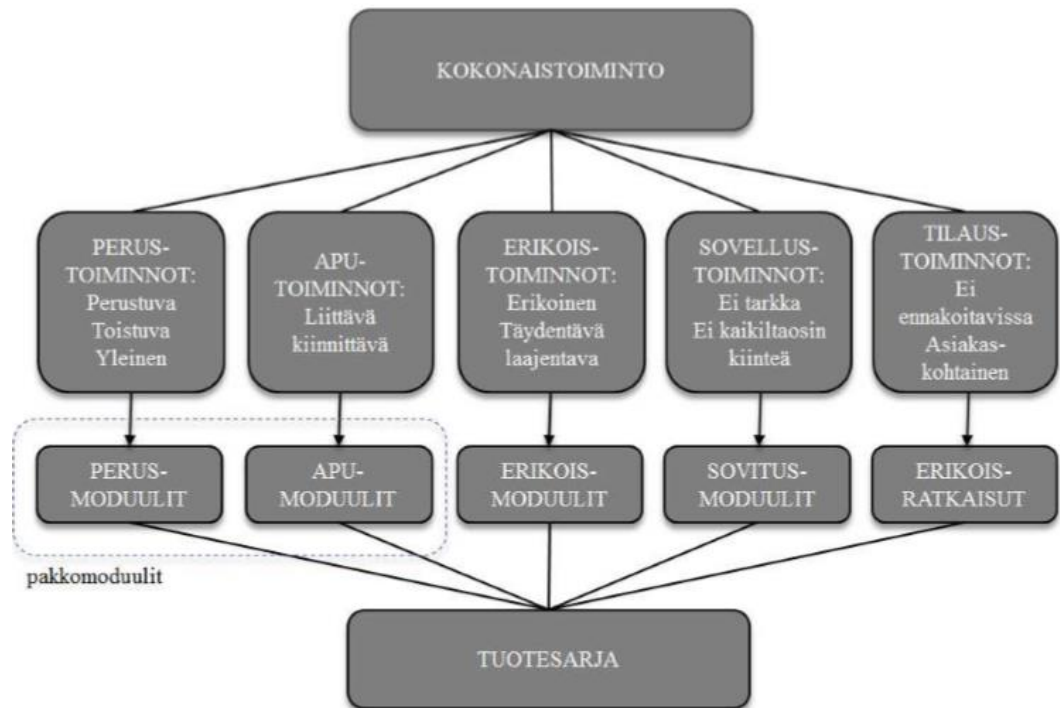 KOKONAISTOIMINTO
PERUS-
TOIMINNOT:
Perustuva
Toistuva
Yleinen
APU-
TOIMINNOT:
Liittävä
kiinnittävä
ERIKOIS-
TOIMINNOT:
Erikoinen
Täydentävä
laajentava
SOVELLUS-
TOIMINNOT:
Ei tarkka
Ei kaikiltaosin
kiinteä
TILAUS-
TOIMINNOT:
Ei
ennakoitavissa
Asiakas-
kohtainen
PERUS-
MODUULIT
APU-
MODUULIT
ERIKOIS-
MODUULIT
SOVITUS-
MODUULIT
ERIKOIS-
RATKAISUT
pakkomoduulit
TUOTESARJA